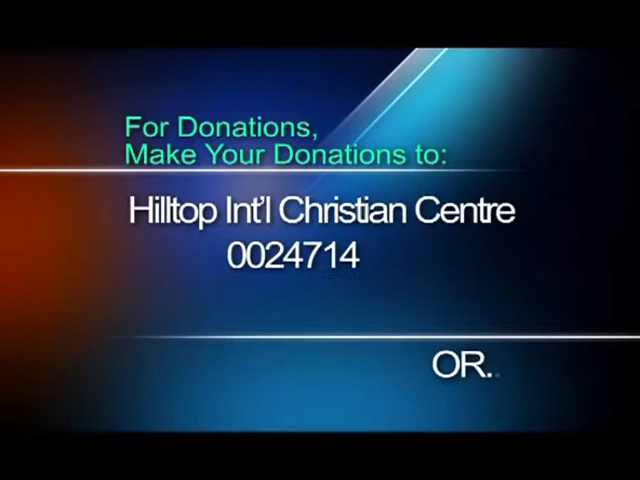 For Donations,
Make Your Donations to:
Hilltop Int'l Christian Centre
0024714
OR..